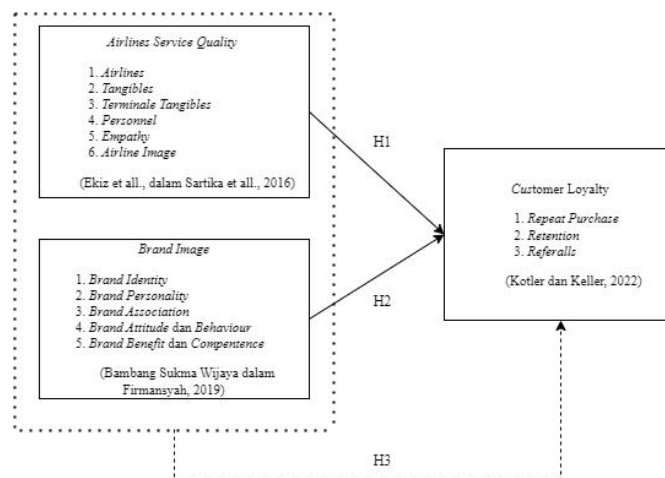 Airlines Service Quality
1. Airlines
2. Tangibles
3. Terminale Tangibles
4. Personnel
5. Empathy
6. Airline Image
(Ekiz et all., dalam Sartika et all., 2016)
H1
Customer Loyalty
1. Repeat Purchase
2. Retention
3. Referalls
(Kotler dan Keller, 2022)
Brand Image
1. Brand Identity
2. Brand Personality
3. Brand Association
4. Brand Attitude dan Behaviour
5. Brand Benefit dan Compentence
(Bambang Sukma Wijaya dalam
Firmansyah, 2019)
H2
H3